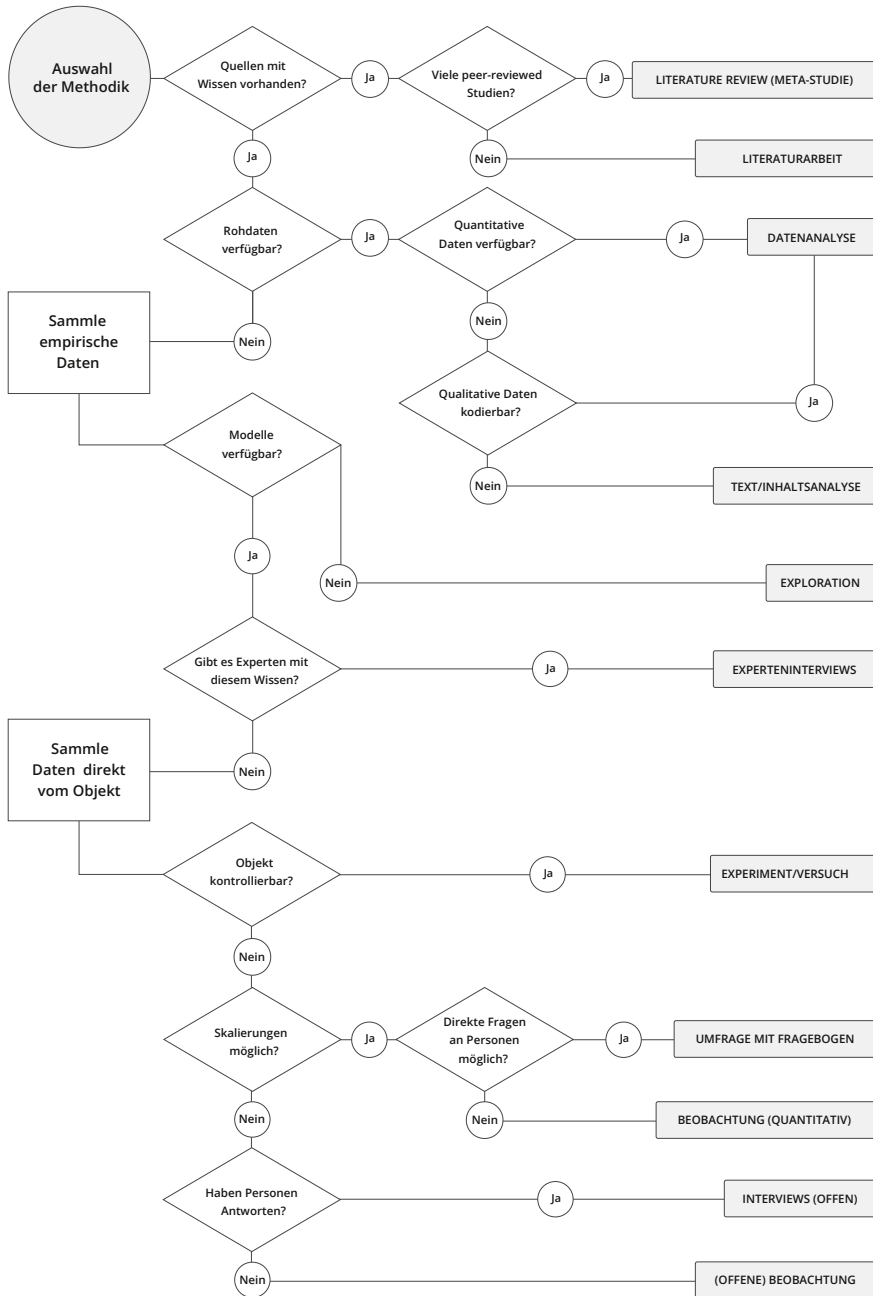 Auswahl
der Methodik
Quellen mit
Wissen vorhanden?
Ja
Viele peer-reviewed
Studien?
Ja
LITERATURE REVIEW (META-STUDIE)
Ja
Nein
LITERATURARBEIT
Rohdaten
verfügbar?
Ja
Quantitative
Daten verfügbar?
Ja
DATENANALYSE
Sammle
empirische
Daten
Nein
Nein
Qualitative Daten
kodierbar?
Ja
Modelle
verfügbar?
Nein
TEXT/INHALTSANALYSE
Ja
Nein
EXPLORATION
Gibt es Experten mit
diesem Wissen?
Ja
EXPERTENINTERVIEWS
Sammle
Daten direkt
vom Objekt
Nein
Objekt
kontrollierbar?
Ja
EXPERIMENT/VERSUCH
Nein
Skalierungen
möglich?
Ja
Direkte Fragen
an Personen
möglich?
Ja
UMFRAGE MIT FRAGEBOGEN
Nein
Nein
BEOBACHTUNG (QUANTITATIV)
Haben Personen
Antworten?
Ja
INTERVIEWS (OFFEN)
Nein
(OFFENE) BEOBACHTUNG